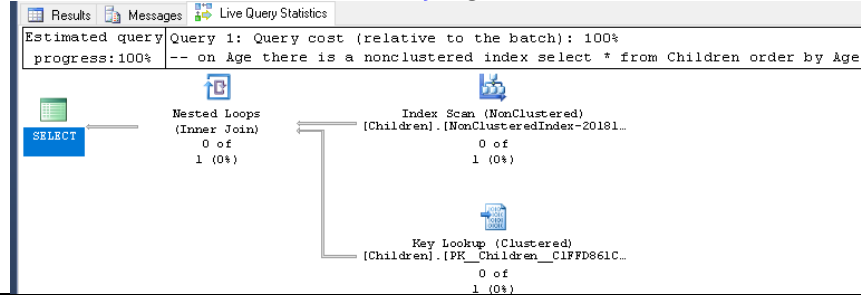 Results Messages Live Query Statistics
Estimated query Query 1: Query cost (relative to the batch): 100%
progress:100% -- on Age there is a nonclustered index select * from Children order by Age
Nested Loops
(Inner Join)
0 of
1 (0%)
Index Scan (NonClustered)
[Children].[NonClusteredIndex-20181…
0 of
1 (0%)
SELECT
Key Lookup (Clustered)
[Children].[PK__Children__C1FFD861C…
0 of
1 (0%)